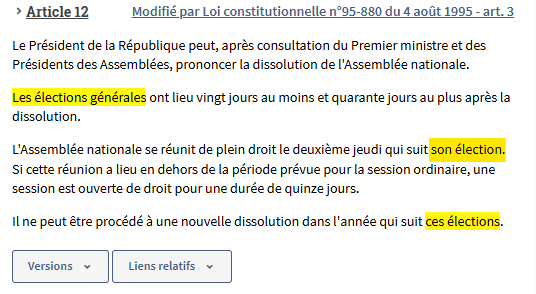 > Article 12 Modifié par Loi constitutionnelle n°95-880 du 4 août 1995 - art. 3
Le Président de la République peut, après consultation du Premier ministre et des
Présidents des Assemblées, prononcer la dissolution de l'Assemblée nationale.
Les élections générales ont lieu vingt jours au moins et quarante jours au plus après la
dissolution.
L'Assemblée nationale se réunit de plein droit le deuxième jeudi qui suit son élection.
Si cette réunion a lieu en dehors de la période prévue pour la session ordinaire, une
session est ouverte de droit pour une durée de quinze jours.
Il ne peut être procédé à une nouvelle dissolution dans l'année qui suit ces élections.
Versions Liens relatifs